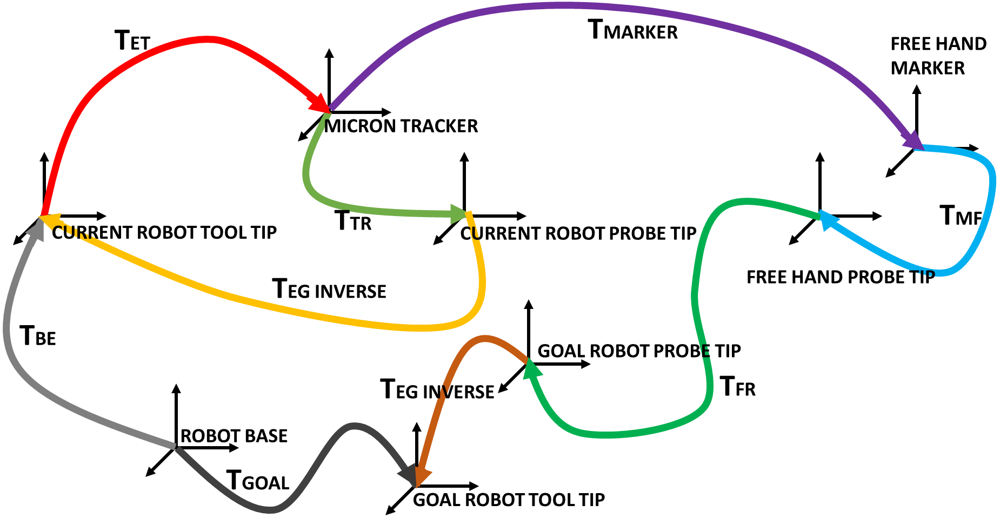 TET
TMARKER
FREE HAND
MARKER
MICRON TRACKER
TTR
TMF
CURRENT ROBOT TOOL TIP
CURRENT ROBOT PROBE TIP
FREE HAND PROBE TIP
TEG INVERSE
TBE
GOAL ROBOT PROBE TIP
TEG INVERSE
TFR
ROBOT BASE
TGOAL
GOAL ROBOT TOOL TIP